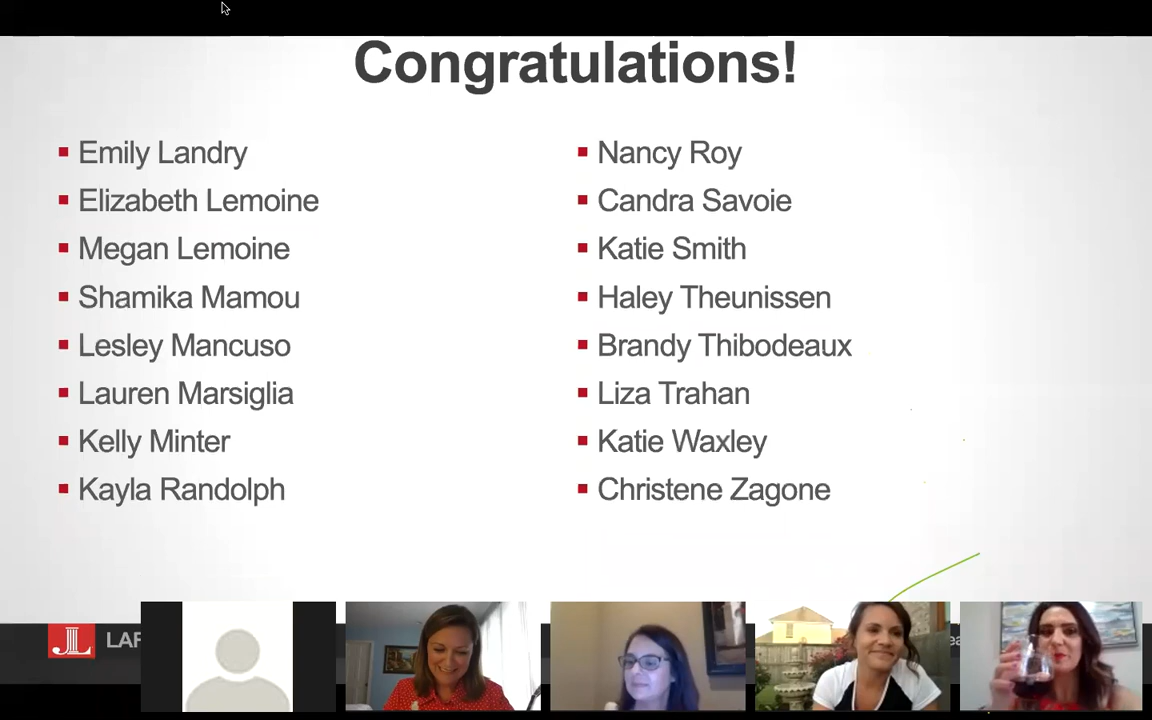 Congratulations!
Emily Landry
Elizabeth Lemoine
Megan Lemoine
Shamika Mamou
Lesley Mancuso
Lauren Marsiglia
Kelly Minter
Kayla Randolph
Nancy Roy
Candra Savoie
Katie Smith
Haley Theunissen
Brandy Thibodeaux
Liza Trahan
Katie Waxley
Christene Zagone
JL